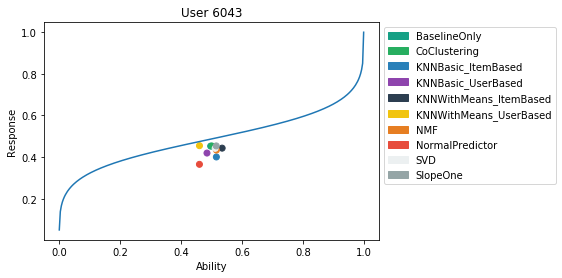 User 6043
Response
1.0
0.8
0.6
0.4
0.2
0.0
0.2
0.4
0.6
0.8
1.0
Ability
BaselineOnly
CoClustering
KNNBasic_ItemBased
KNNBasic_UserBased
KNNWithMeans_ItemBased
KNNWithMeans_UserBased
NMF
NormalPredictor
SVD
SlopeOne